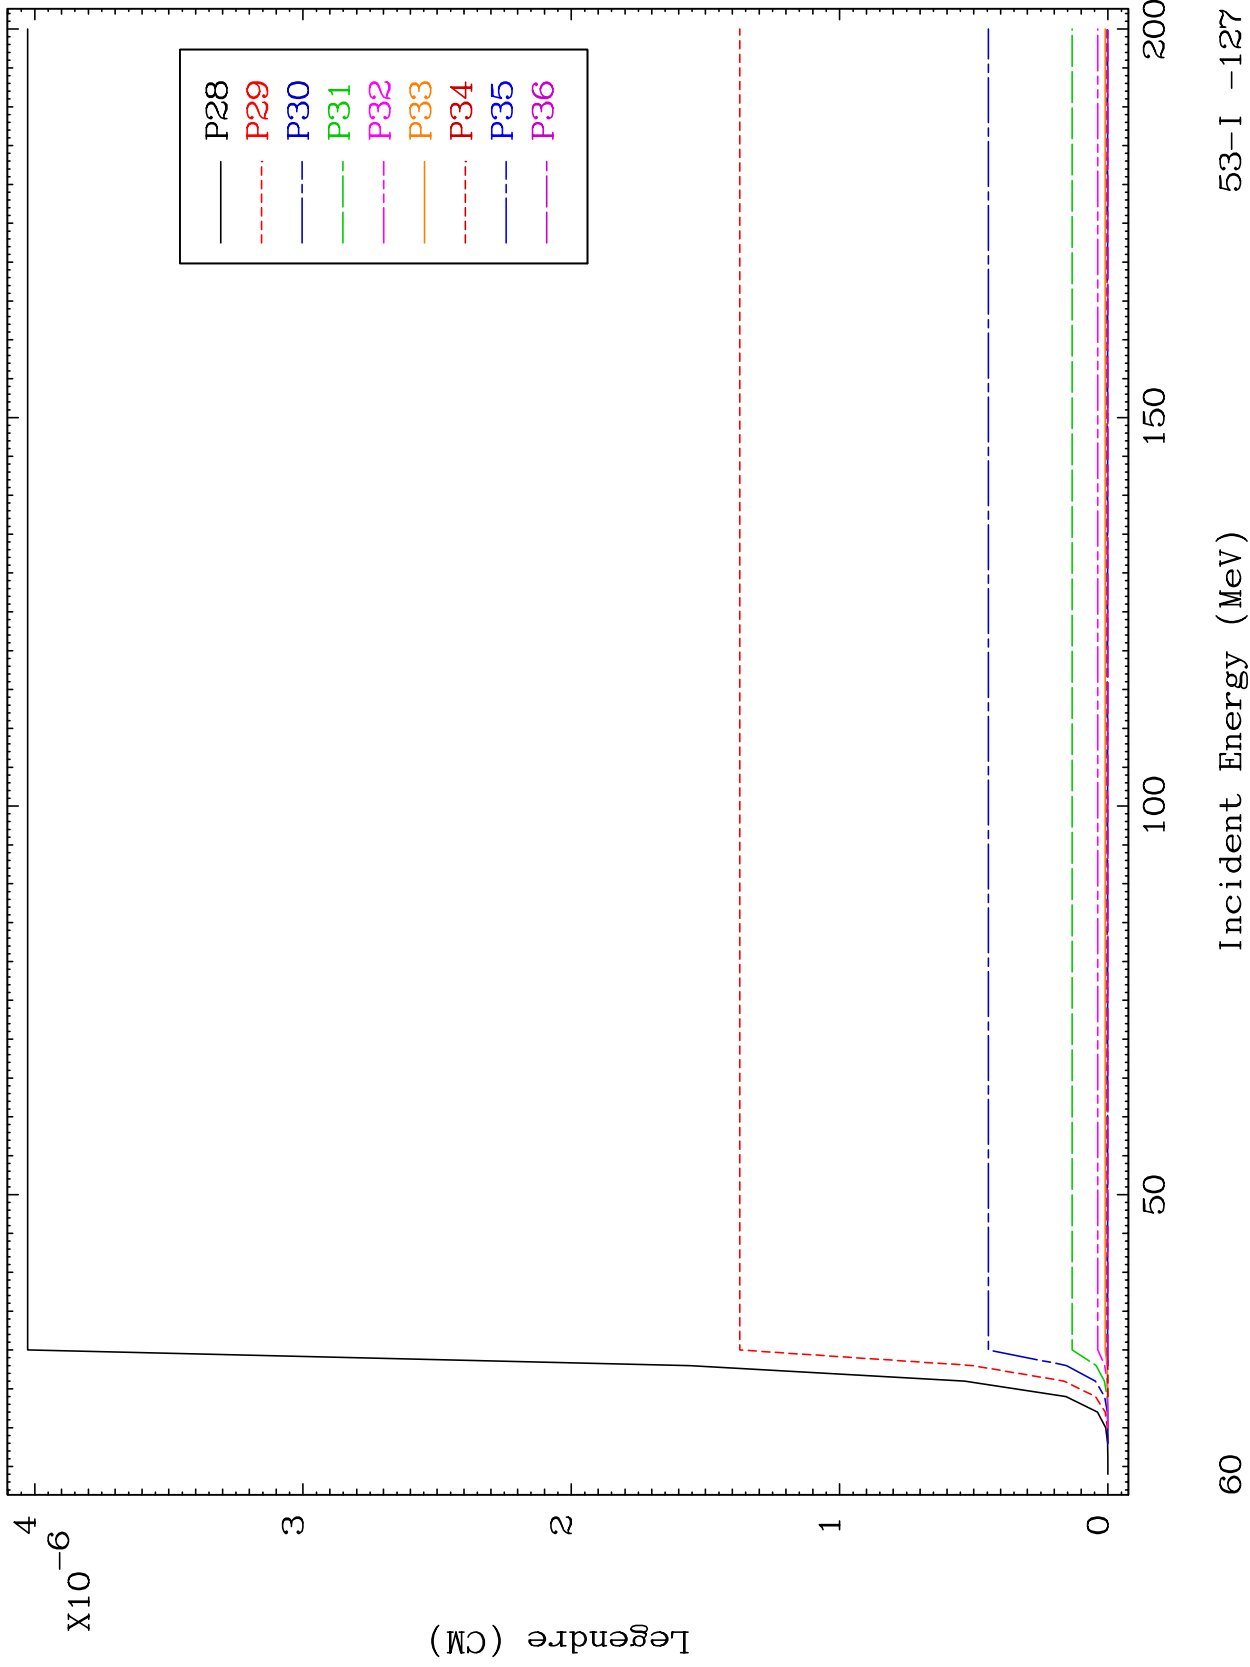 X10^-6
4
3
2
1
0
Legendre (CM)
P28
P29
P30
P31
P32
P33
P34
P35
P36
50
100
150
200
60
Incident Energy (MeV)
53-I -127